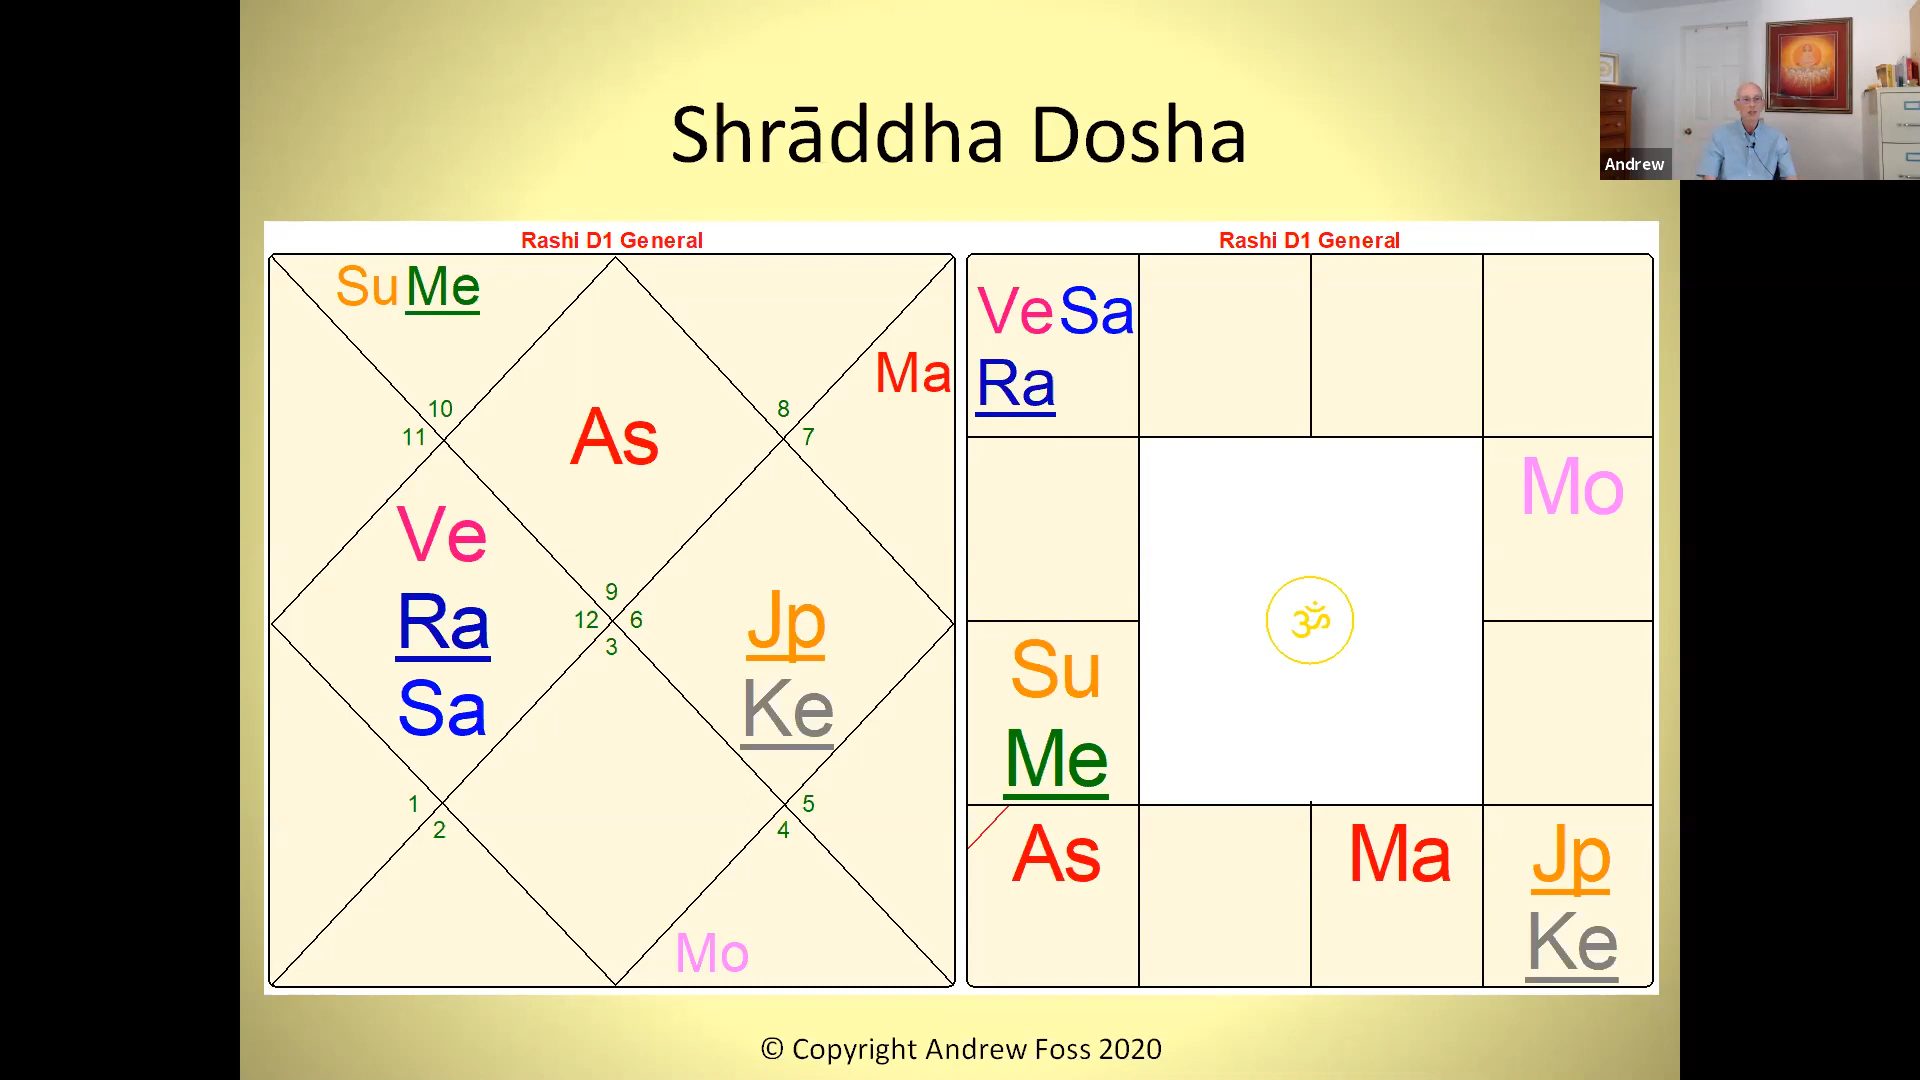 Shrāddha Dosha
Andrew
Rashi D1 General
Su Me
Ma
10
8
11
7
As
Ve
Ra
Sa
9
12
6
3
Jp
Ke
1
5
2
4
Mo
Rashi D1 General
Ve Sa
Ra
Mo
ॐ
Su
Me
As
Ma
Jp
Ke
© Copyright Andrew Foss 2020